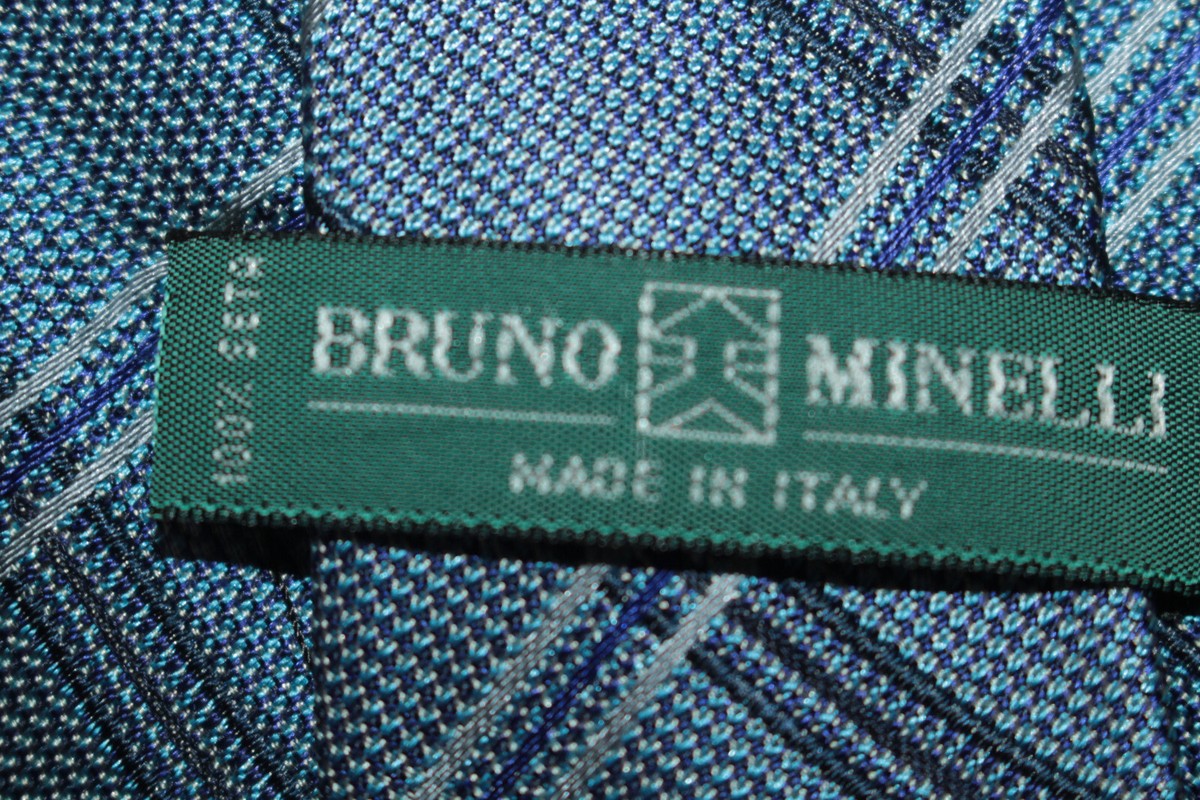 100% SETA
BRUNO MINELLI
MADE IN ITALY